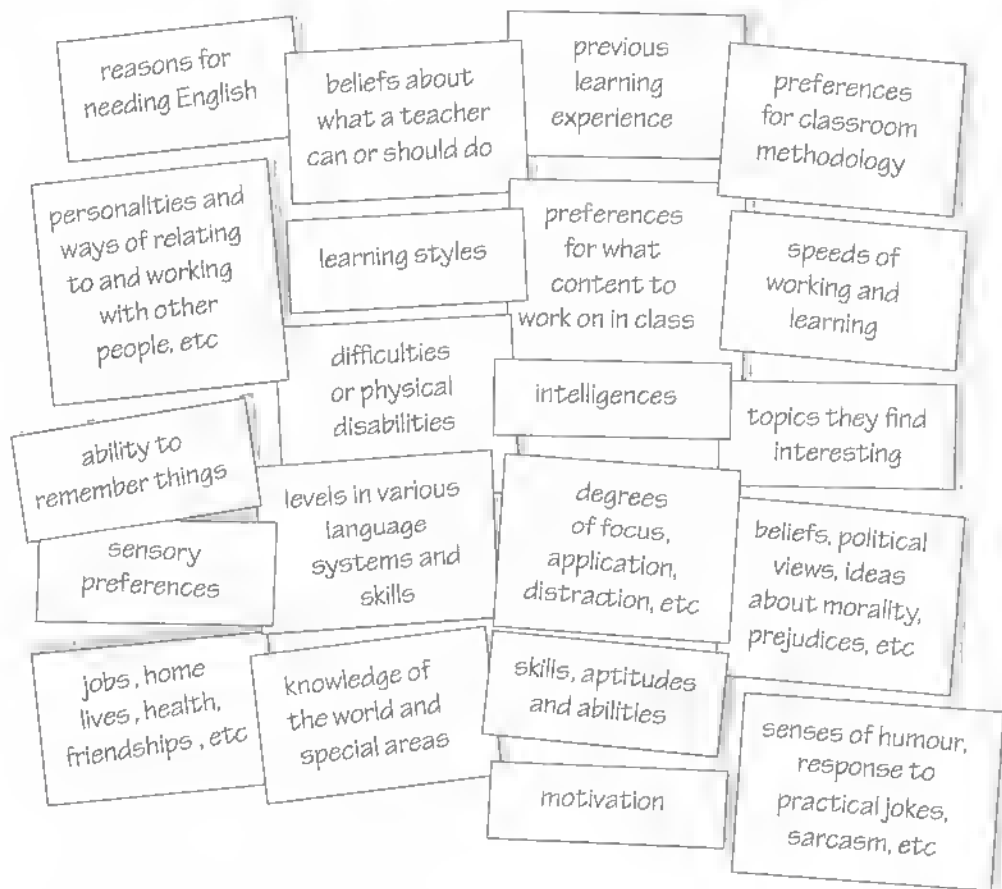 reasons for
needing English
beliefs about
what a teacher
can or should do
previous
learning
experience
preferences
for classroom
methodology
personalities and
ways of relating
to and working
with other
people, etc
learning styles
preferences
for what
content to
work on in class
speeds of
working and
learning
difficulties
or physical
disabilities
intelligences
topics they find
interesting
ability to
remember things
levels in various
language
systems and
skills
degrees
of focus,
application,
distraction, etc
beliefs, political
views, ideas
about morality,
prejudices, etc
sensory
preferences
jobs, home
lives, health,
friendships, etc
knowledge of
the world and
special areas
skills, aptitudes
and abilities
motivation
senses of humour,
response to
practical jokes,
sarcasm, etc